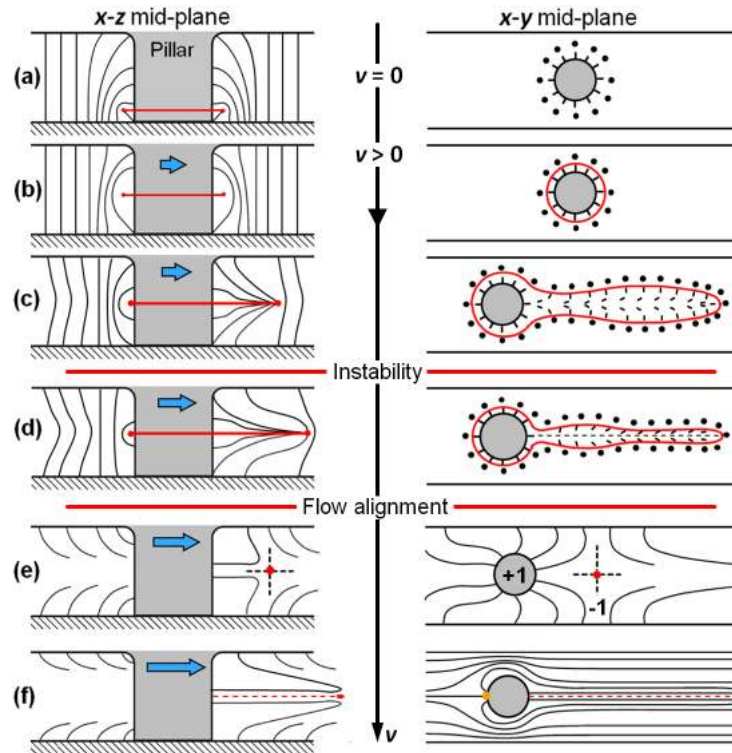 x-z mid-plane
x-y mid-plane
(a)
Pillar
v = 0
(b)
v > 0
(c)
Instability
(d)
Flow alignment
(e)
+1
-1
(f)
v